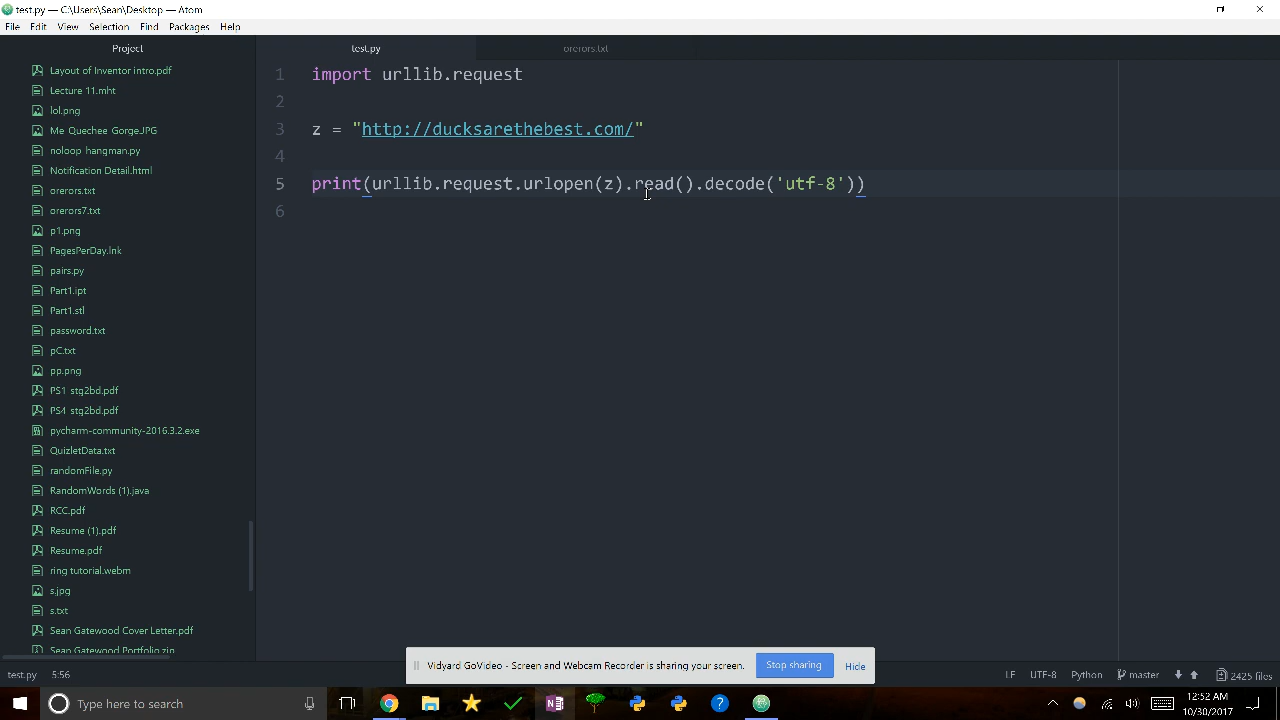 test.py — C:\Users\Sean\Desktop — Atom
File Edit View Selection Find Packages Help
Project
Layout of Inventor intro.pdf
Lecture 11.mht
lol.png
Me Quechee Gorge.JPG
noloop_hangman.py
Notification Detail.html
orerors.txt
orerors7.txt
p1.png
PagesPerDay.lnk
pairs.py
Part1.ipt
Part1.stl
password.txt
pC.txt
pp.png
PS1 stg2bd.pdf
PS4 stg2bd.pdf
pycharm-community-2016.3.2.exe
QuizletData.txt
randomFile.py
RandomWords (1).java
RCC.pdf
Resume (1).pdf
Resume.pdf
ring tutorial.webm
s.jpg
s.txt
Sean Gatewood Cover Letter.pdf
Sean Gatewood Portfolio.zip
test.py orerors.txt
1 import urllib.request
2
3 z = "http://ducksarethebest.com/"
4
5 print(urllib.request.urlopen(z).read().decode('utf-8'))
6
Vidyard GoVideo - Screen and Webcam Recorder is sharing your screen. Stop sharing Hide
test.py 5:56 LF UTF-8 Python master 2425 files
Type here to search
12:52 AM
10/30/2017